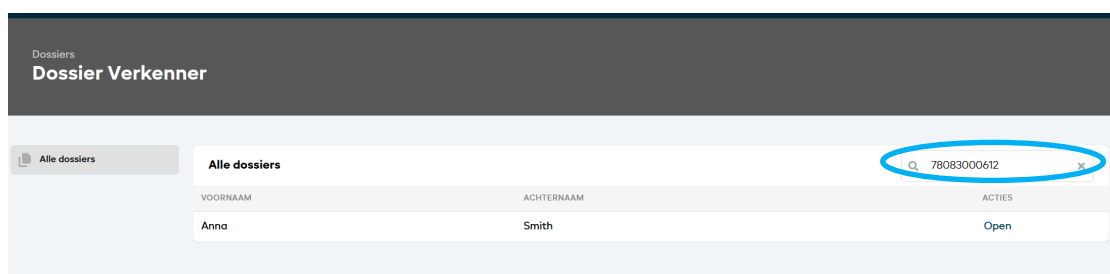 Dossiers
Dossier Verkenner
Alle dossiers
Alle dossiers 78083000612
VOORNAAM ACHTERNAAM ACTIES
Anna Smith Open